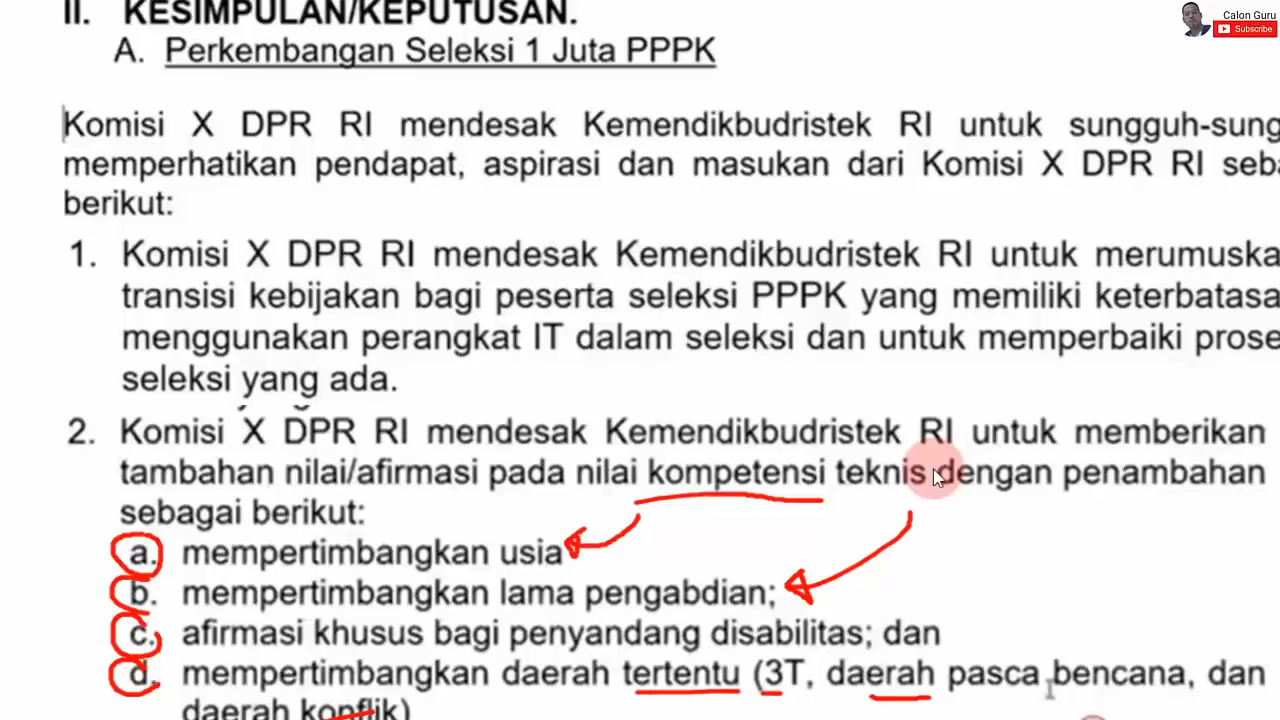 II. KESIMPULAN/KEPUTUSAN.
Calon Guru
Subscribe
A. Perkembangan Seleksi 1 Juta PPPK
Komisi X DPR RI mendesak Kemendikbudristek RI untuk sungguh-sung
memperhatikan pendapat, aspirasi dan masukan dari Komisi X DPR RI seba
berikut:
1. Komisi X DPR RI mendesak Kemendikbudristek RI untuk merumuska
transisi kebijakan bagi peserta seleksi PPPK yang memiliki keterbatasa
menggunakan perangkat IT dalam seleksi dan untuk memperbaiki prose
seleksi yang ada.
2. Komisi X DPR RI mendesak Kemendikbudristek RI untuk memberikan
tambahan nilai/afirmasi pada nilai kompetensi teknis dengan penambahan
sebagai berikut:
a. mempertimbangkan usia
b. mempertimbangkan lama pengabdian;
c. afirmasi khusus bagi penyandang disabilitas; dan
d. mempertimbangkan daerah tertentu (3T, daerah pasca bencana, dan
daerah konflik)